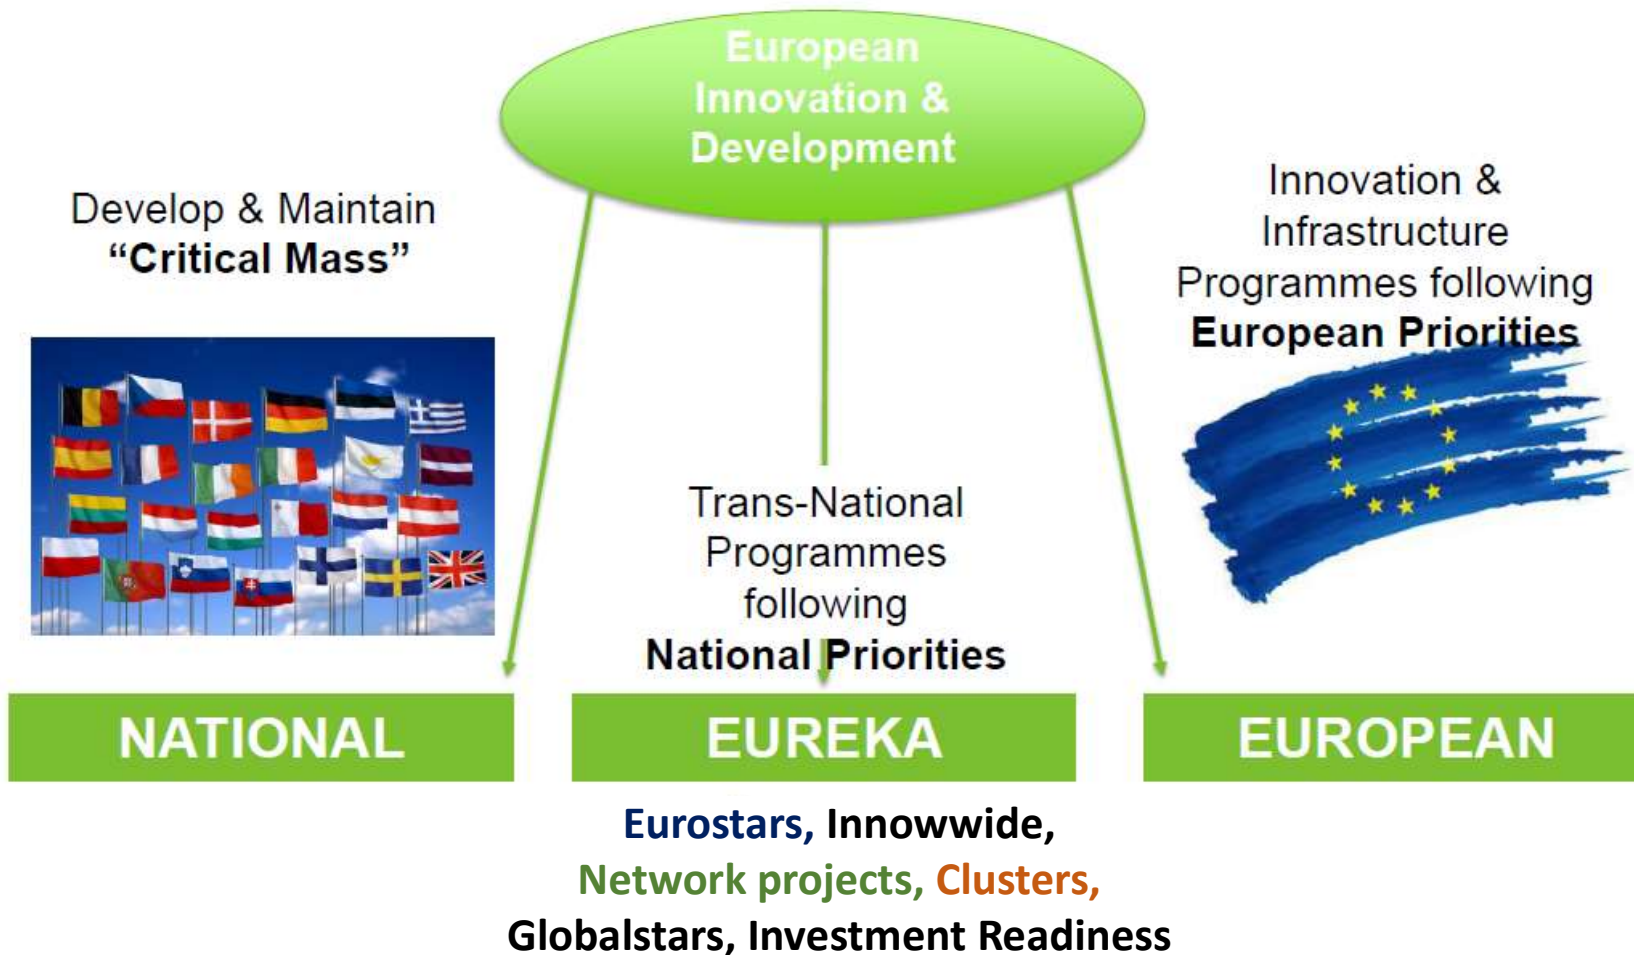 European
Innovation &
Development
Develop & Maintain
“Critical Mass”
Innovation &
Infrastructure
Programmes following
European Priorities
Trans-National
Programmes
following
National Priorities
NATIONAL
EUREKA
EUROPEAN
Eurostars, Innowwide,
Network projects, Clusters,
Globalstars, Investment Readiness